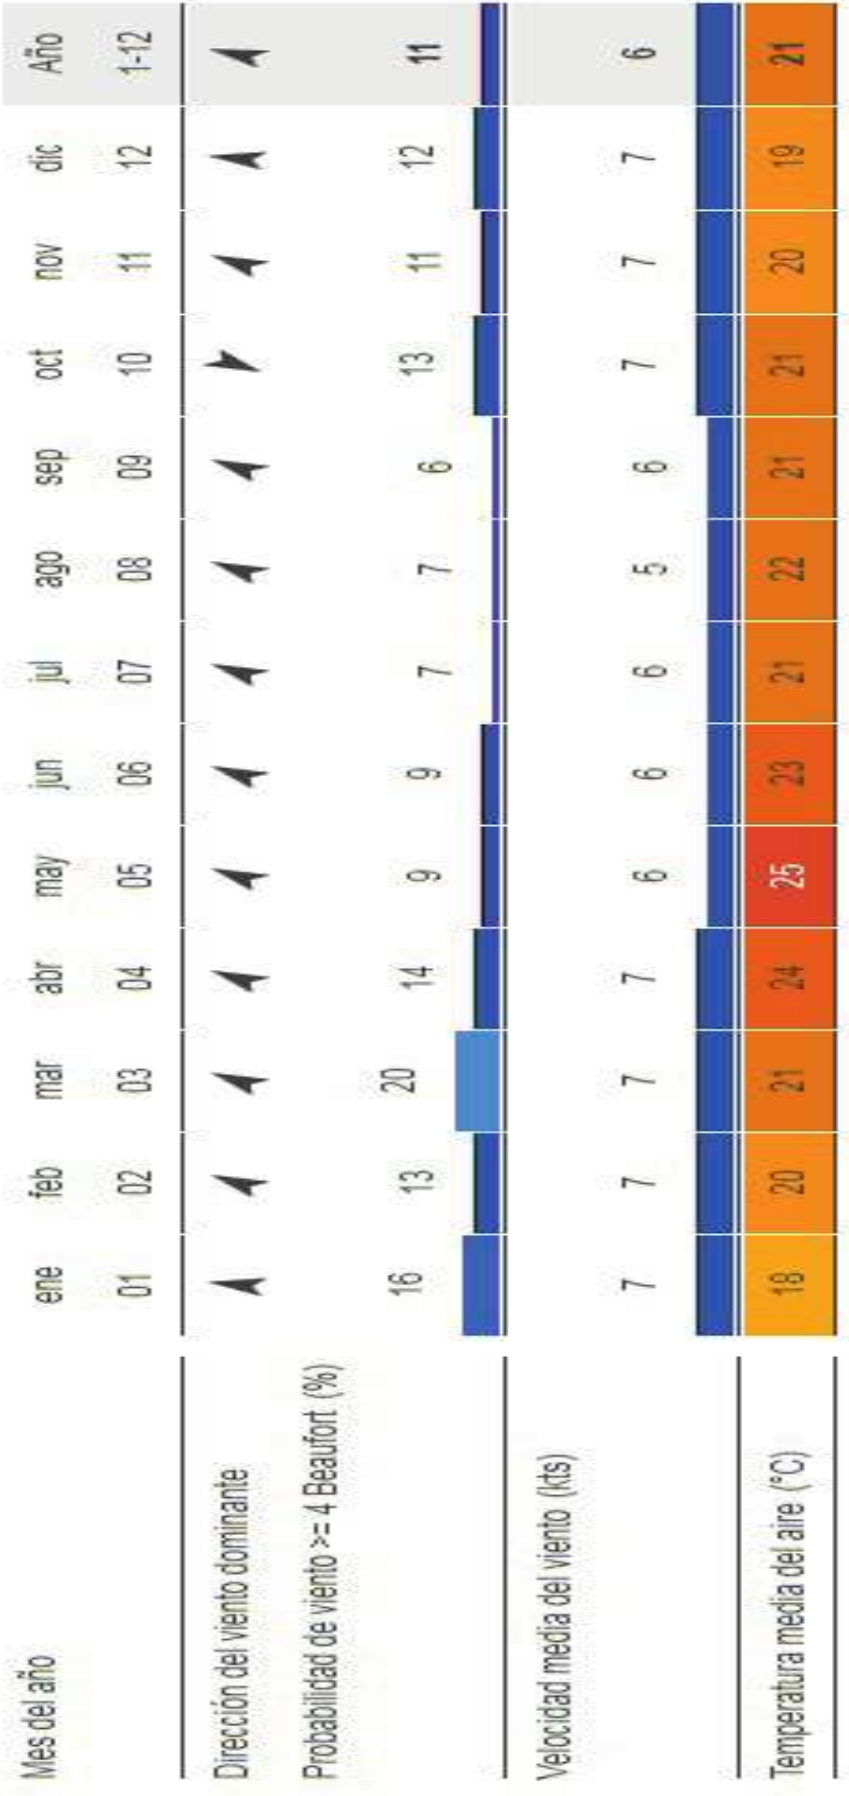 Mes del año ene feb mar abr may jun jul ago sep oct nov dic Año
01 02 03 04 05 06 07 08 09 10 11 12 1-12
Dirección del viento dominante
Probabilidad de viento >= 4 Beaufort (%)
16 13 20 14 9 9 7 7 6 13 11 12 11
Velocidad media del viento (kts)
7 7 7 7 6 6 6 5 6 7 7 7 6
Temperatura media del aire (°C) 18 20 21 24 25 23 21 22 21 21 20 19 21